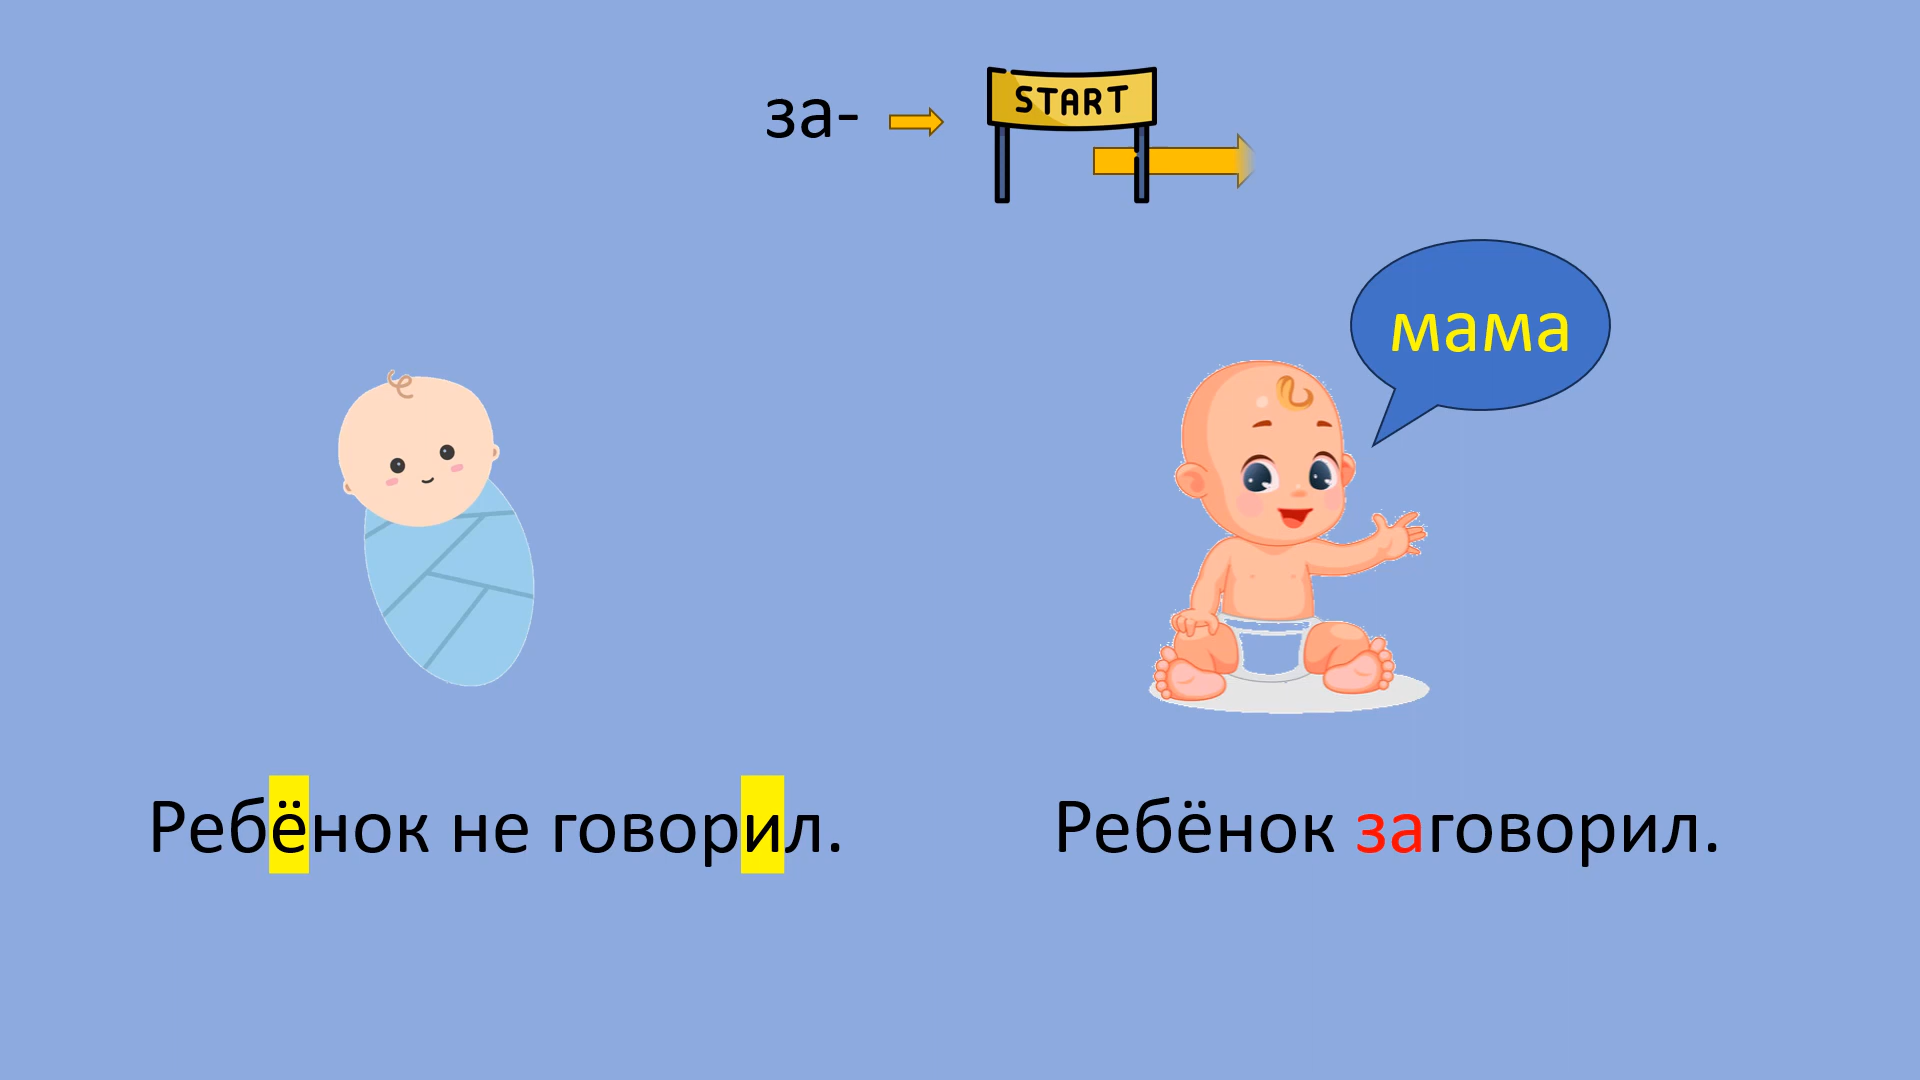 за-
START
мама
Ребёнок не говорил.
Ребёнок заговорил.